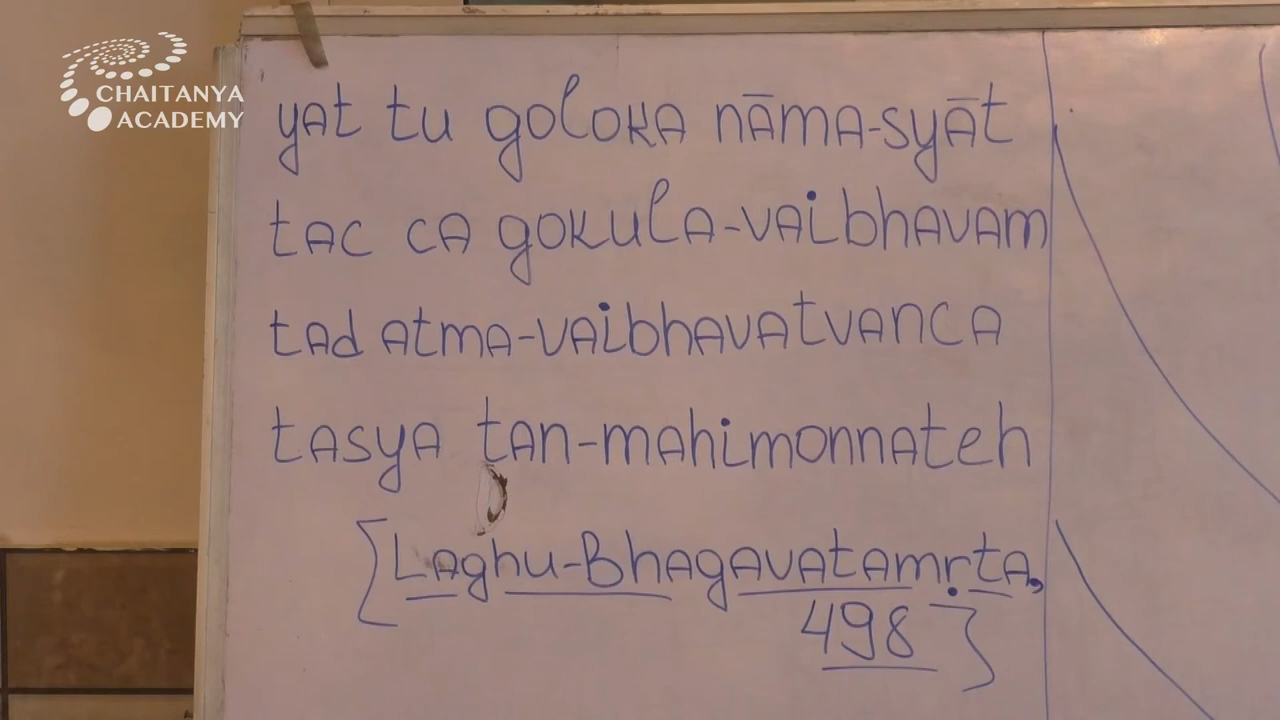 CHAITANYA
ACADEMY
yat tu goloka nāma-syāt
tac ca gokula-vaibhavam
tad atma-vaibhavatvanca
tasya tan-mahimonnateh
[Laghu-Bhagavatamṛta,
498]